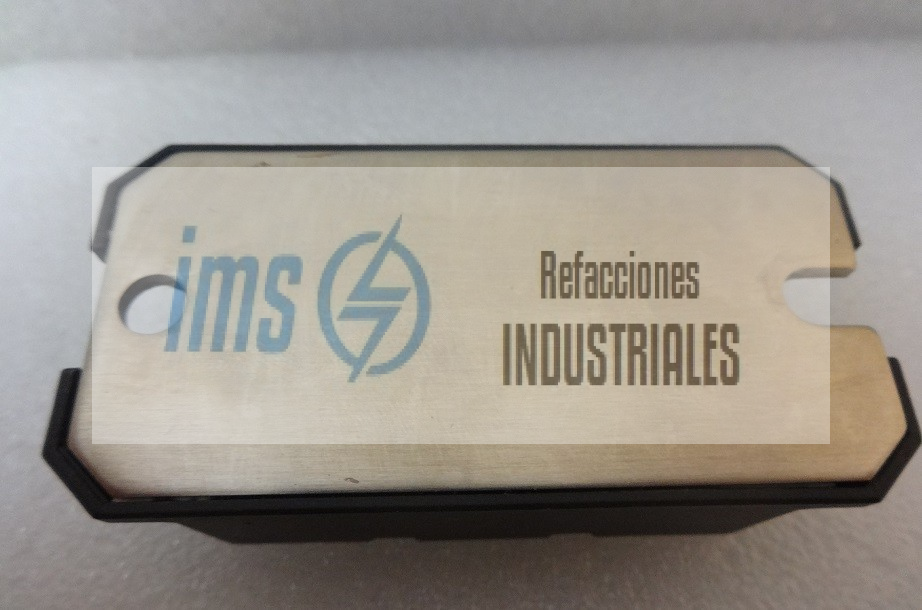 ims
Refacciones
INDUSTRIALES